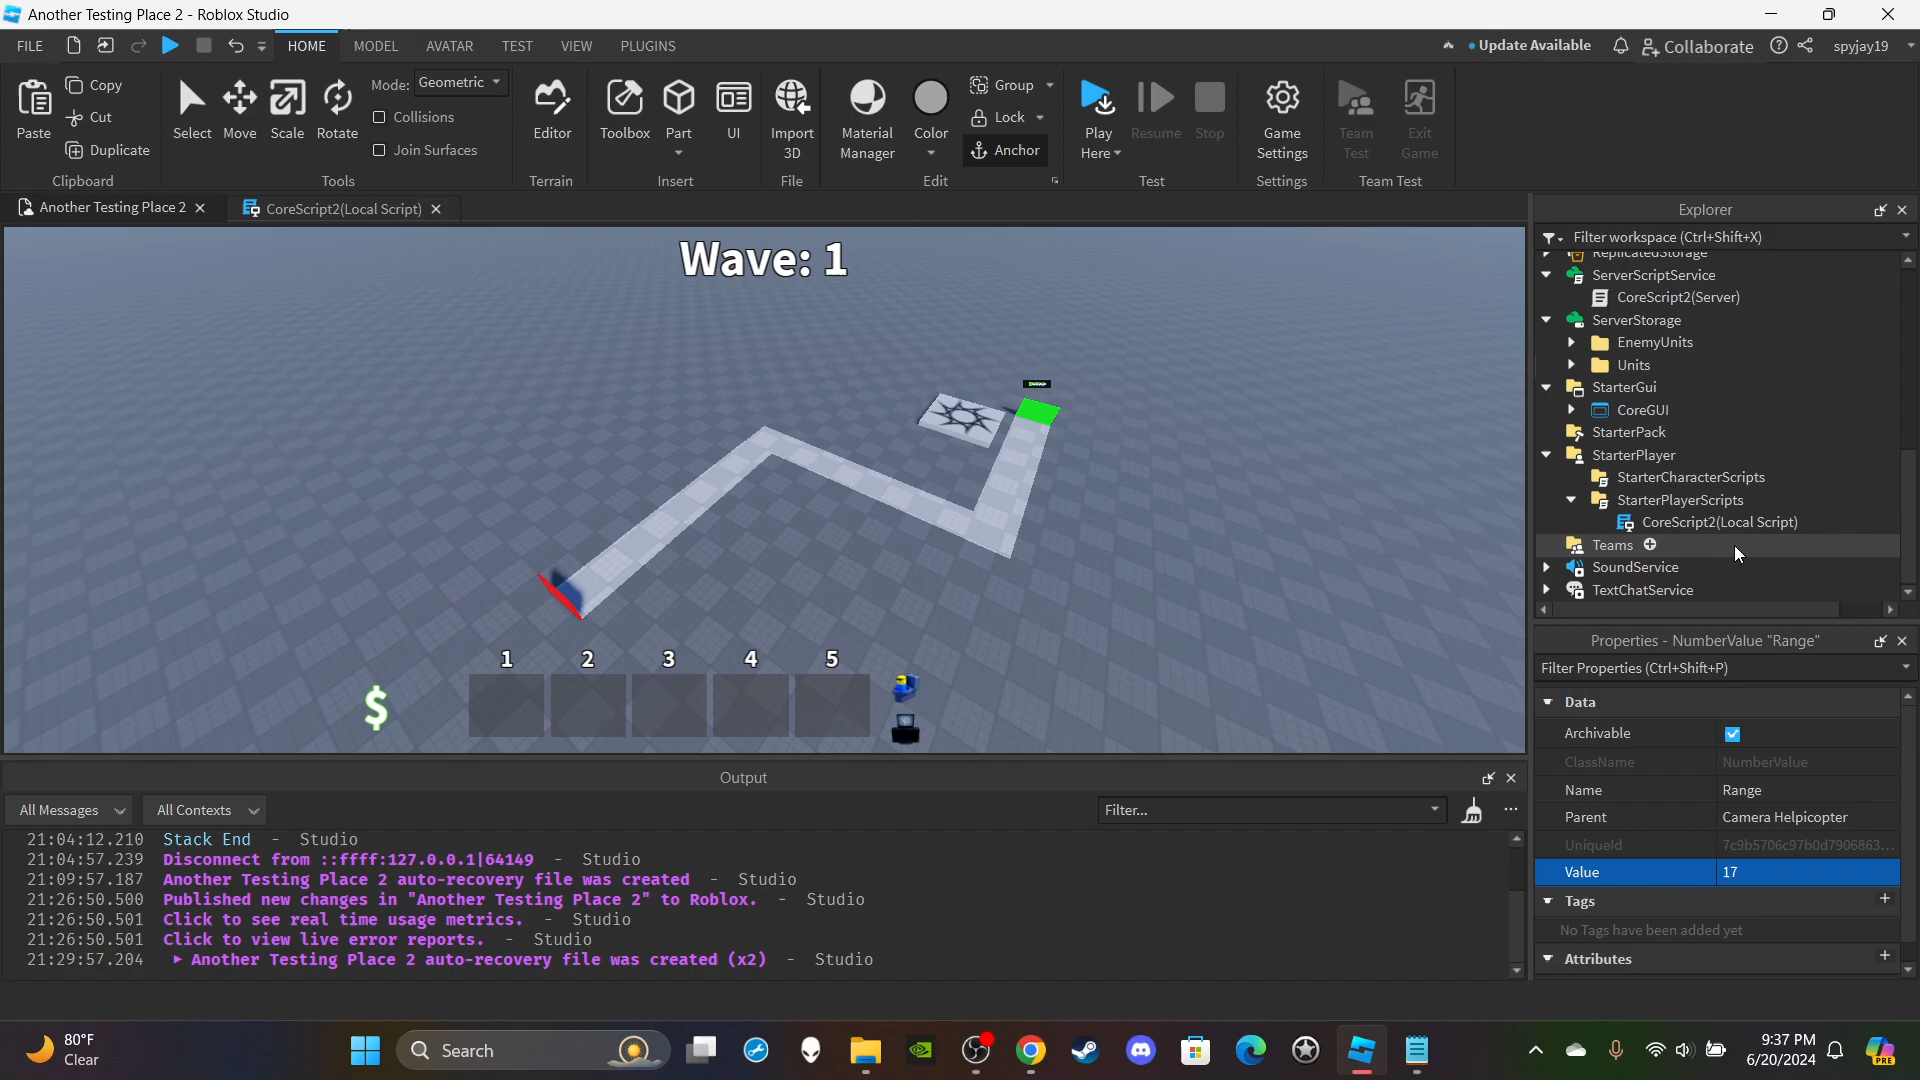 Another Testing Place 2 - Roblox Studio
FILE HOME MODEL AVATAR TEST VIEW PLUGINS Update Available Collaborate spyjay19
Paste Copy Cut Duplicate Clipboard
Select Move Scale Rotate Mode: Geometric Collisions Join Surfaces Tools
Editor Terrain
Toolbox Part UI Insert
Import 3D File
Material Manager Color Group Lock Anchor Edit
Play Here Resume Stop Test
Game Settings Settings
Team Test Exit Game Team Test
Another Testing Place 2 CoreScript2(Local Script)
Wave: 1
1 2 3 4 5
$
Explorer
Filter workspace (Ctrl+Shift+X)
ReplicatedStorage
ServerScriptService
CoreScript2(Server)
ServerStorage
EnemyUnits
Units
StarterGui
CoreGUI
StarterPack
StarterPlayer
StarterCharacterScripts
StarterPlayerScripts
CoreScript2(Local Script)
Teams
SoundService
TextChatService
Properties - NumberValue "Range"
Filter Properties (Ctrl+Shift+P)
Data
Archivable
ClassName NumberValue
Name Range
Parent Camera Helpicopter
UniqueId 7c9b5706c97b0d7906863...
Value 17
Tags
No Tags have been added yet
Attributes
Output
All Messages All Contexts Filter...
21:04:12.210 Stack End - Studio
21:04:57.239 Disconnect from ::ffff:127.0.0.1|64149 - Studio
21:09:57.187 Another Testing Place 2 auto-recovery file was created - Studio
21:26:50.500 Published new changes in "Another Testing Place 2" to Roblox. - Studio
21:26:50.501 Click to see real time usage metrics. - Studio
21:26:50.501 Click to view live error reports. - Studio
21:29:57.204 Another Testing Place 2 auto-recovery file was created (x2) - Studio
80°F
Clear
Search
9:37 PM
6/20/2024
PRE